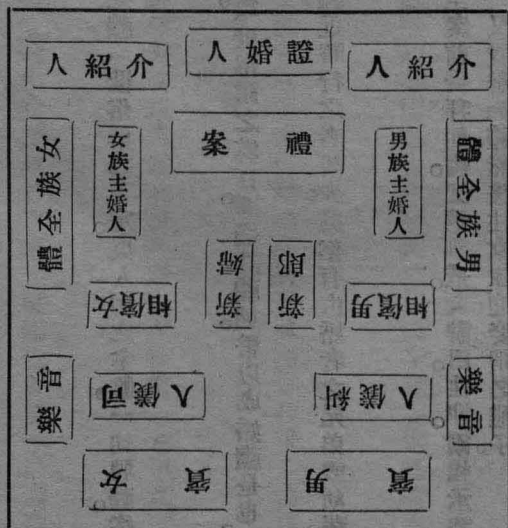 介紹人
證婚人
介紹人
禮案
男族全體
男族主婚人
女族主婚人
女族全體
新郎
新婦
男儐相
女儐相
音樂
糾儀人
司儀人
音樂
男賓
女賓